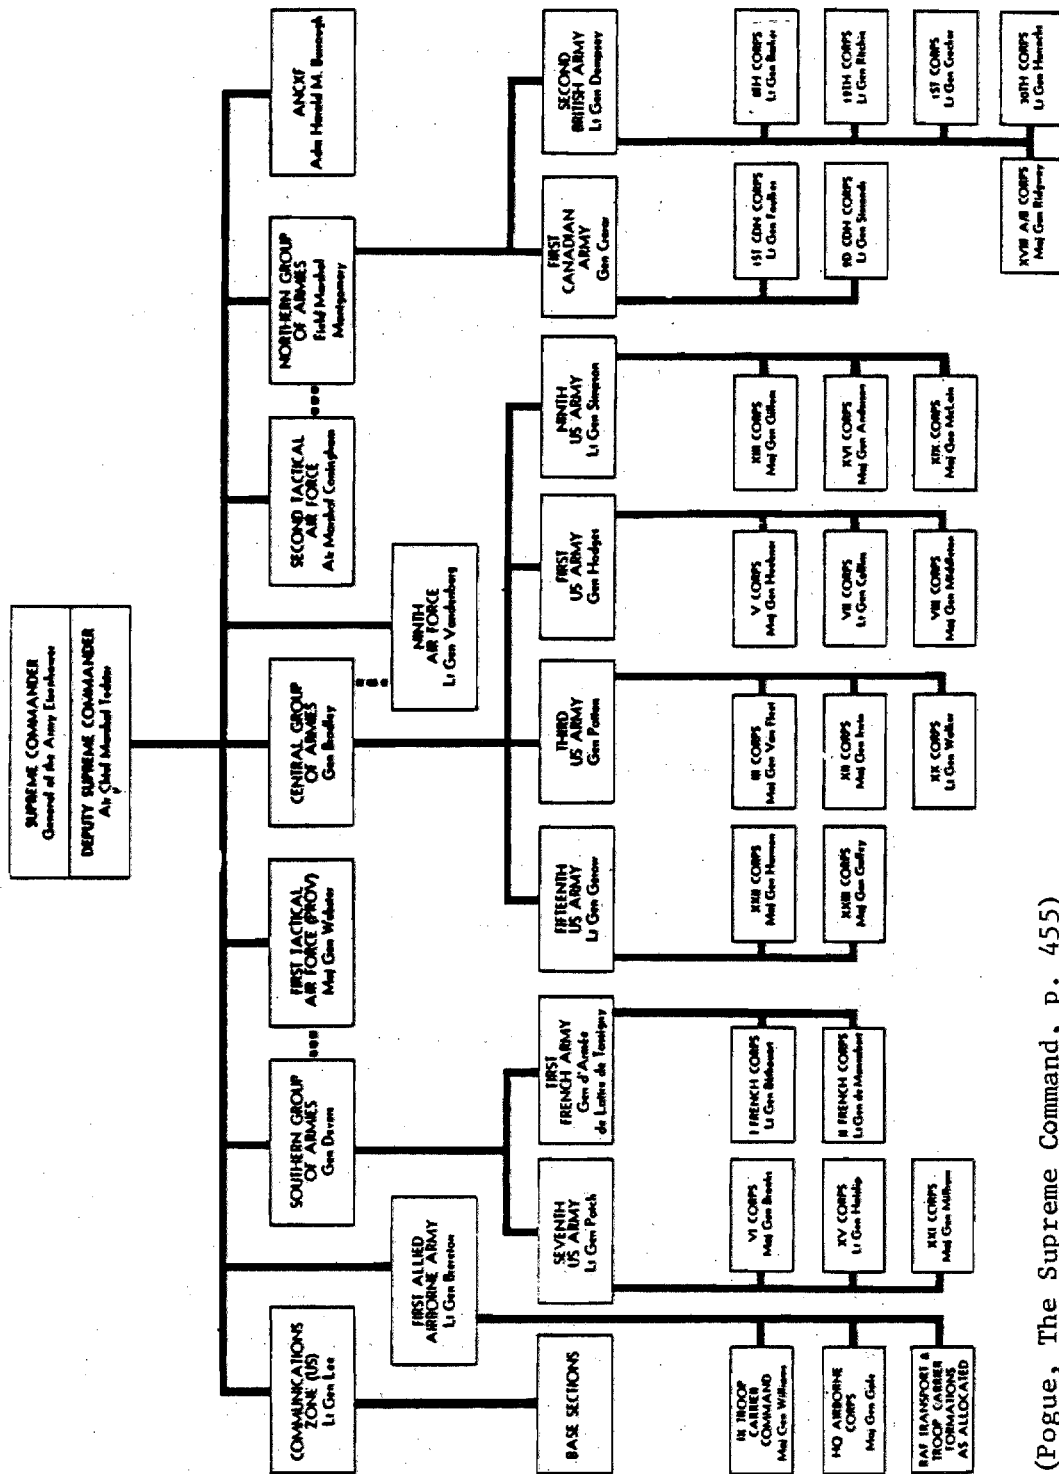 SUPREME COMMANDER
General of the Army Eisenhower
DEPUTY SUPREME COMMANDER
Air Chief Marshal Tedder
COMMUNICATIONS
ZONE (US)
Lt Gen Lee
FIRST ALLIED
AIRBORNE ARMY
Lt Gen Brereton
SOUTHERN GROUP
OF ARMIES
Gen Devers
FIRST TACTICAL
AIR FORCE (PROV)
Maj Gen Webster
CENTRAL GROUP
OF ARMIES
Gen Bradley
NINTH
AIR FORCE
Lt Gen Vandenberg
SECOND TACTICAL
AIR FORCE
Air Marshal Coningham
NORTHERN GROUP
OF ARMIES
Field Marshal
Montgomery
ANCXF
Adm Harold M. Burrough
BASE SECTIONS
SEVENTH
US ARMY
Lt Gen Patch
FIRST
FRENCH ARMY
Gen d'Armée
de Lattre de Tassigny
FIFTEENTH
US ARMY
Lt Gen Gerow
THIRD
US ARMY
Gen Patton
FIRST
US ARMY
Gen Hodges
NINTH
US ARMY
Lt Gen Simpson
FIRST
CANADIAN
ARMY
Gen Crerar
SECOND
BRITISH ARMY
Lt Gen Dempsey
IX TROOP
CARRIER
COMMAND
Maj Gen Williams
HQ AIRBORNE
CORPS
Maj Gen Gale
RAF TRANSPORT &
TROOP CARRIER
FORMATIONS
AS ALLOCATED
VI CORPS
Maj Gen Brooks
XV CORPS
Lt Gen Haislip
XXI CORPS
Maj Gen Milburn
I FRENCH CORPS
Lt Gen Béthouart
II FRENCH CORPS
Lt Gen de Monsabert
XXII CORPS
Maj Gen Harmon
XXIII CORPS
Maj Gen Gaffey
III CORPS
Maj Gen Van Fleet
XII CORPS
Maj Gen Irwin
XX CORPS
Lt Gen Walker
V CORPS
Maj Gen Huebner
VII CORPS
Lt Gen Collins
VIII CORPS
Maj Gen Middleton
XIII CORPS
Maj Gen Gillem
XVI CORPS
Maj Gen Anderson
XIX CORPS
Maj Gen McLain
1ST CDN CORPS
Lt Gen Foulkes
2D CDN CORPS
Lt Gen Simonds
8TH CORPS
Lt Gen Barker
12TH CORPS
Lt Gen Ritchie
1ST CORPS
Lt Gen Crocker
30TH CORPS
Lt Gen Horrocks
XVIII A/B CORPS
Maj Gen Ridgway
(Pogue, The Supreme Command, p. 455)